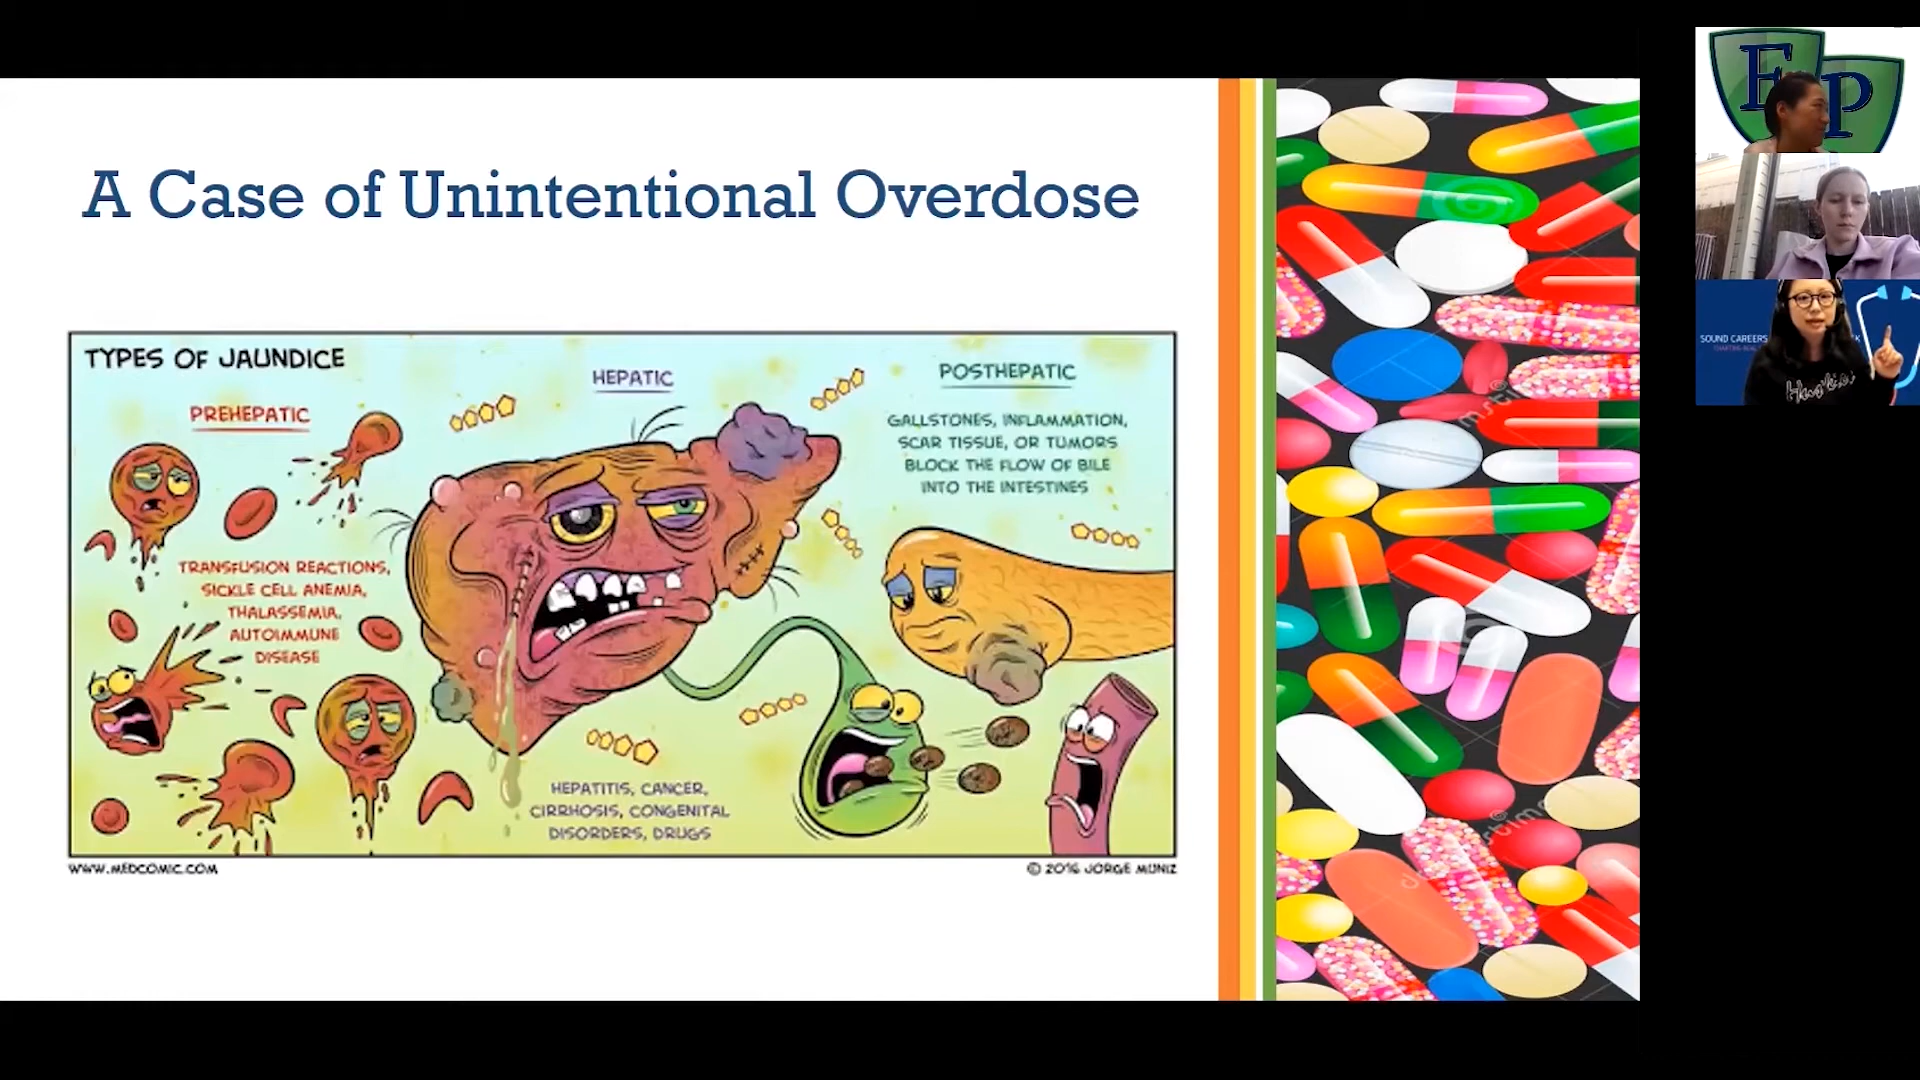 A Case of Unintentional Overdose
TYPES OF JAUNDICE
PREHEPATIC
TRANSFUSION REACTIONS,
SICKLE CELL ANEMIA,
THALASSEMIA,
AUTOIMMUNE
DISEASE
HEPATIC
HEPATITIS, CANCER,
CIRRHOSIS, CONGENITAL
DISORDERS, DRUGS
POSTHEPATIC
GALLSTONES, INFLAMMATION,
SCAR TISSUE, OR TUMORS
BLOCK THE FLOW OF BILE
INTO THE INTESTINES
WWW.MEDCOMIC.COM
© 2016 JORGE MUNIZ
E P
SOUND CAREERS